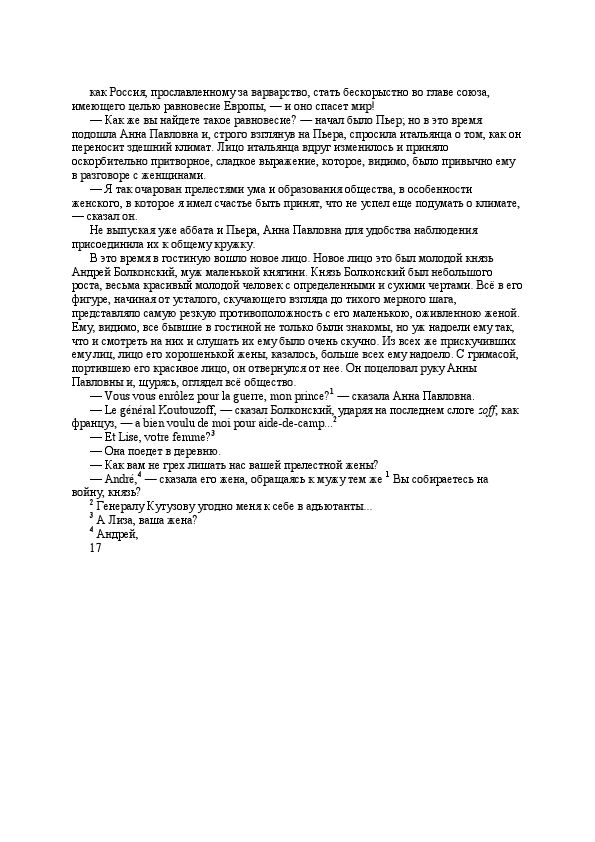 как Россия, прославленному за варварство, стать бескорыстно во главе союза,
имеющего целью равновесие Европы, — и оно спасет мир!
— Как же вы найдете такое равновесие? — начал было Пьер; но в это время
подошла Анна Павловна и, строго взглянув на Пьера, спросила итальянца о том, как он
переносит здешний климат. Лицо итальянца вдруг изменилось и приняло
оскорбительно притворное, сладкое выражение, которое, видимо, было привычно ему
в разговоре с женщинами.
— Я так очарован прелестями ума и образования общества, в особенности
женского, в которое я имел счастье быть принят, что не успел еще подумать о климате,
— сказал он.
Не выпуская уже аббата и Пьера, Анна Павловна для удобства наблюдения
присоединила их к общему кружку.
В это время в гостиную вошло новое лицо. Новое лицо это был молодой князь
Андрей Болконский, муж маленькой княгини. Князь Болконский был небольшого
роста, весьма красивый молодой человек с определенными и сухими чертами. Всё в его
фигуре, начиная от усталого, скучающего взгляда до тихого мерного шага,
представляло самую резкую противоположность с его маленькою, оживленною женой.
Ему, видимо, все бывшие в гостиной не только были знакомы, но уж надоели ему так,
что и смотреть на них и слушать их ему было очень скучно. Из всех же прискучивших
ему лиц, лицо его хорошенькой жены, казалось, больше всех ему надоело. С гримасой,
портившею его красивое лицо, он отвернулся от нее. Он поцеловал руку Анны
Павловны и, щурясь, оглядел всё общество.
— Vous vous enrôlez pour la guerre, mon prince?1 — сказала Анна Павловна.
— Le général Koutouzoff, — сказал Болконский, ударяя на последнем слоге zoff, как
француз, — a bien voulu de moi pour aide-de-camp...2
— Et Lise, votre femme?3
— Она поедет в деревню.
— Как вам не грех лишать нас вашей прелестной жены?
— André,4 — сказала его жена, обращаясь к мужу тем же 1 Вы собираетесь на
войну, князь?
2 Генералу Кутузову угодно меня к себе в адъютанты...
3 А Лиза, ваша жена?
4 Андрей,
17